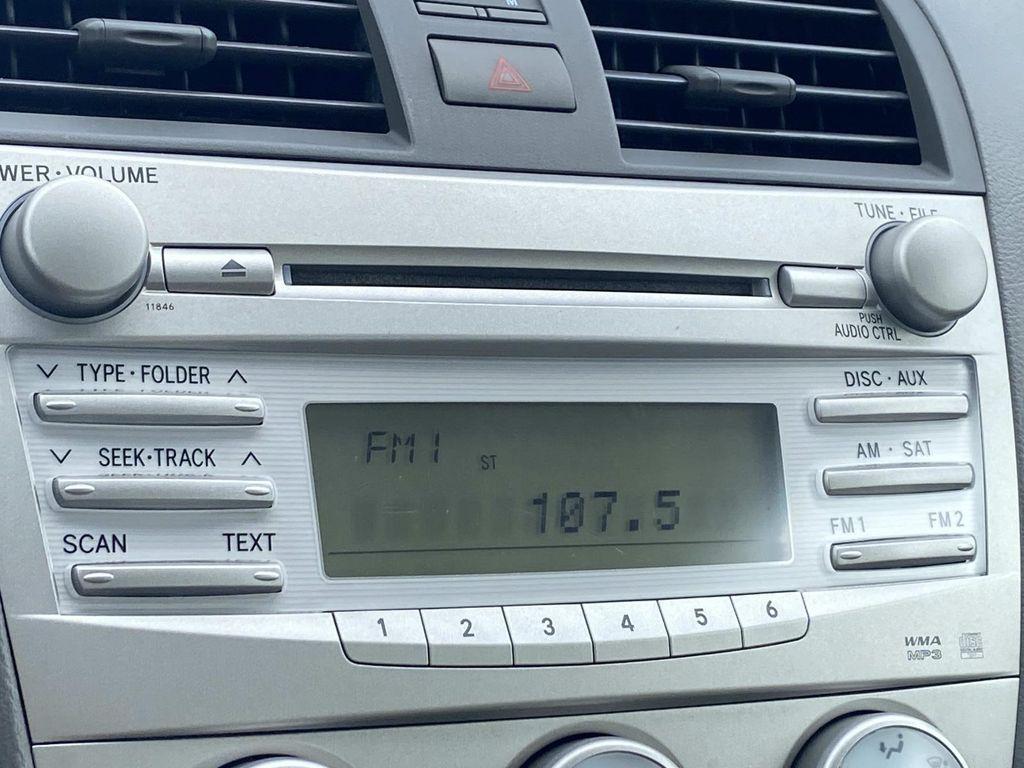 M
WER·VOLUME
TUNE · FILE
11846
PUSH
AUDIO CTRL
TYPE·FOLDER
DISC · AUX
SEEK·TRACK
AM · SAT
SCAN TEXT
FM1 FM2
FM1
ST
107.5
1 2 3 4 5 6
WMA
MP3